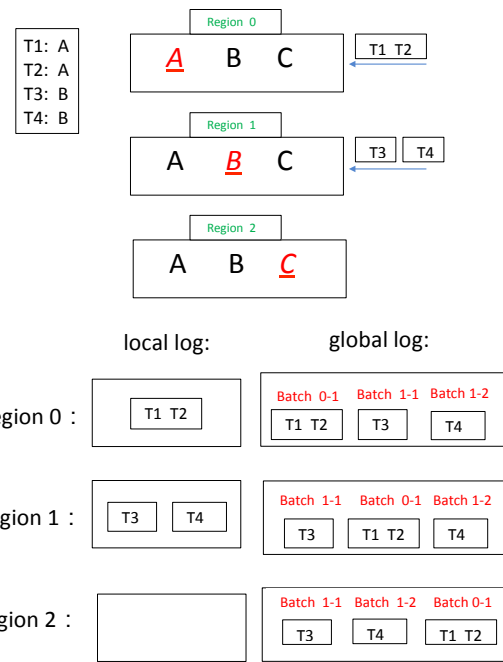 Region 0
T1: A
T2: A
T3: B
T4: B
A B C
T1 T2
Region 1
A B C
T3 T4
Region 2
A B C
local log: global log:
egion 0 :
T1 T2
Batch 0-1 Batch 1-1 Batch 1-2
T1 T2 T3 T4
gion 1 :
T3 T4
Batch 1-1 Batch 0-1 Batch 1-2
T3 T1 T2 T4
gion 2 :
Batch 1-1 Batch 1-2 Batch 0-1
T3 T4 T1 T2